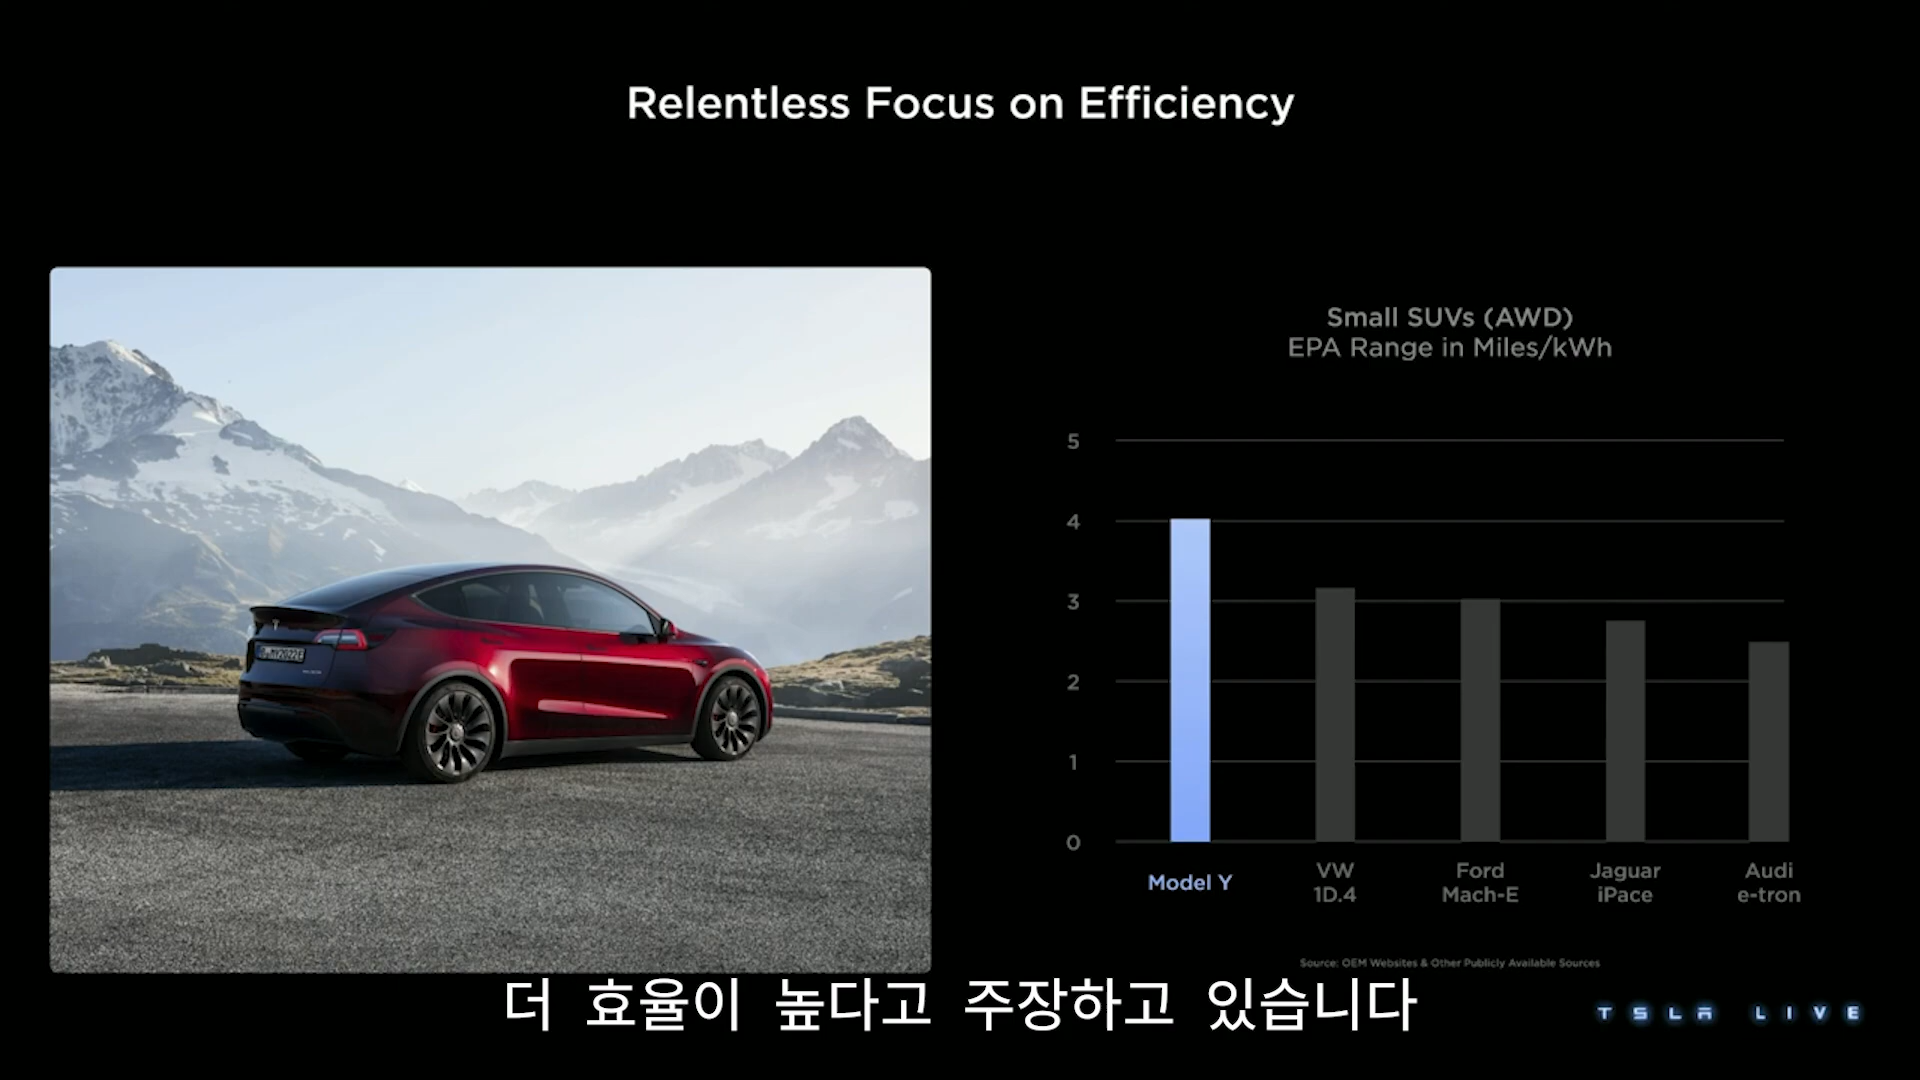 Relentless Focus on Efficiency
Small SUVs (AWD)
EPA Range in Miles/kWh
5
4
3
2
1
0
Model Y
VW
1D.4
Ford
Mach-E
Jaguar
iPace
Audi
e-tron
Source: OEM Websites & Other Publicly Available Sources
더 효율이 높다고 주장하고 있습니다
TSLA LIVE